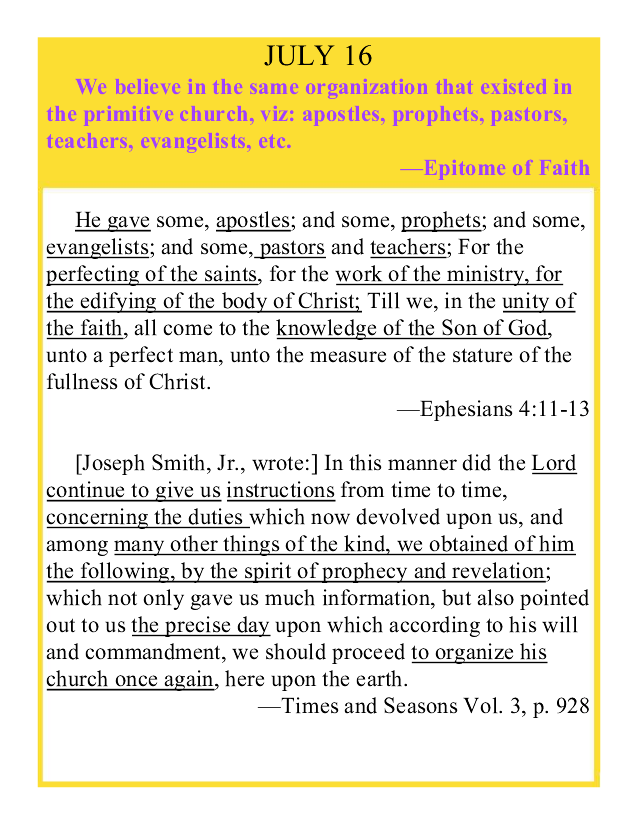 JULY 16
We believe in the same organization that existed in
the primitive church, viz: apostles, prophets, pastors,
teachers, evangelists, etc.
—Epitome of Faith
He gave some, apostles; and some, prophets; and some,
evangelists; and some, pastors and teachers; For the
perfecting of the saints, for the work of the ministry, for
the edifying of the body of Christ; Till we, in the unity of
the faith, all come to the knowledge of the Son of God,
unto a perfect man, unto the measure of the stature of the
fullness of Christ.
—Ephesians 4:11-13
[Joseph Smith, Jr., wrote:] In this manner did the Lord
continue to give us instructions from time to time,
concerning the duties which now devolved upon us, and
among many other things of the kind, we obtained of him
the following, by the spirit of prophecy and revelation;
which not only gave us much information, but also pointed
out to us the precise day upon which according to his will
and commandment, we should proceed to organize his
church once again, here upon the earth.
—Times and Seasons Vol. 3, p. 928